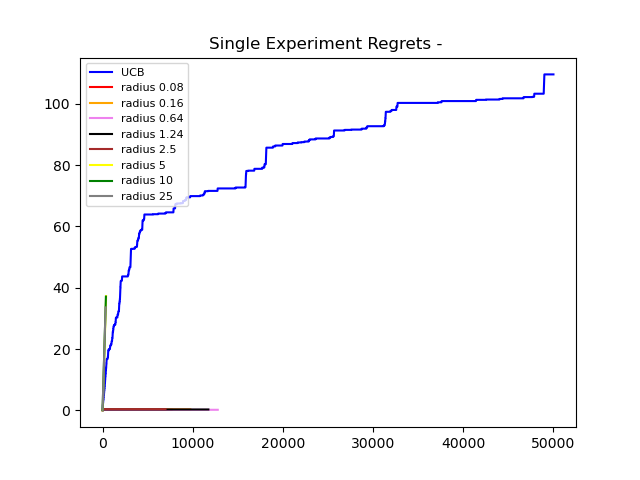 Single Experiment Regrets -
UCB
radius 0.08
radius 0.16
radius 0.64
radius 1.24
radius 2.5
radius 5
radius 10
radius 25
100
80
60
40
20
0
0 10000 20000 30000 40000 50000